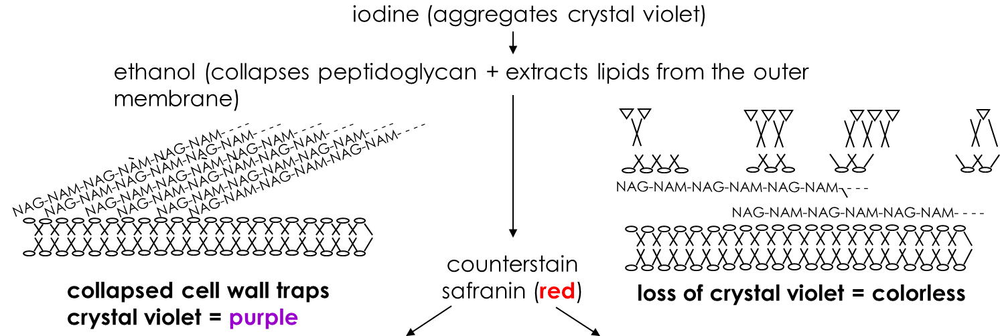 iodine (aggregates crystal violet)
ethanol (collapses peptidoglycan + extracts lipids from the outer
membrane)
NAG-NAM-NAG-NAM-NAG-NAM-----
NAG-NAM-NAG-NAM-NAG-NAM----
NAG-NAM-NAG-NAM-NAG-NAM----
NAG-NAM-NAG-NAM-NAG-NAM----
NAG-NAM-NAG-NAM-NAG-NAM----
NAG-NAM-NAG-NAM-NAG-NAM----
NAG-NAM-NAG-NAM-NAG-NAM----
NAG-NAM-NAG-NAM-NAG-NAM----
counterstain
safranin (red)
collapsed cell wall traps
crystal violet = purple
loss of crystal violet = colorless